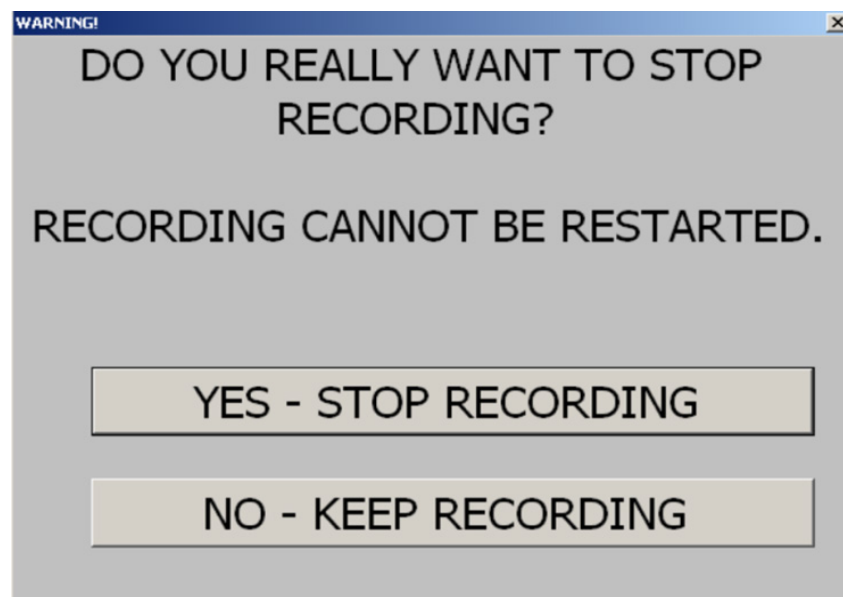 WARNING!
DO YOU REALLY WANT TO STOP
RECORDING?
RECORDING CANNOT BE RESTARTED.
YES - STOP RECORDING
NO - KEEP RECORDING